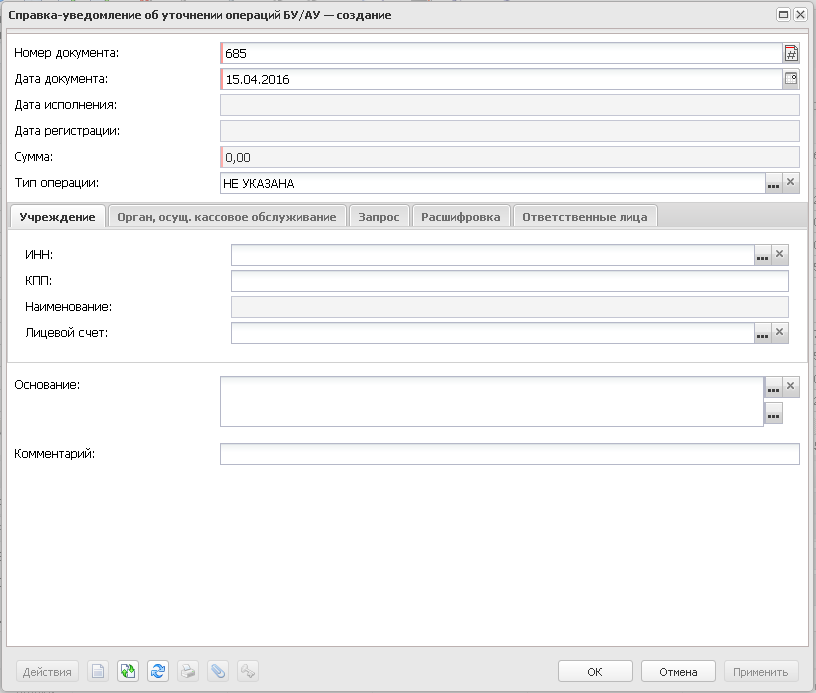 Справка-уведомление об уточнении операций БУ/АУ — создание
Номер документа: 685
Дата документа: 15.04.2016
Дата исполнения:
Дата регистрации:
Сумма: 0,00
Тип операции: НЕ УКАЗАНА
Учреждение Орган, осущ. кассовое обслуживание Запрос Расшифровка Ответственные лица
ИНН:
КПП:
Наименование:
Лицевой счет:
Основание:
Комментарий:
Действия ОК Отмена Применить